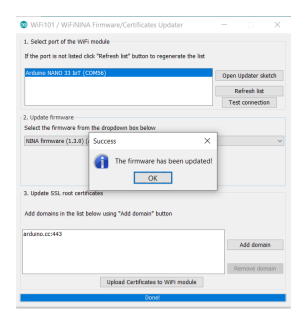 WiFi101 / WiFiNINA Firmware/Certificates Updater
1. Select port of the WiFi module
If the port is not listed click "Refresh list" button to regenerate the list
Arduino NANO 33 IoT (COM56)
Open Updater sketch
Refresh list
Test connection
2. Update firmware
Select the firmware from the dropdown box below
NINA firmware (1.3.0) (
Success
The firmware has been updated!
OK
3. Update SSL root certificates
Add domains in the list below using "Add domain" button
arduino.cc:443
Add domain
Remove domain
Upload Certificates to WiFi module
Done!